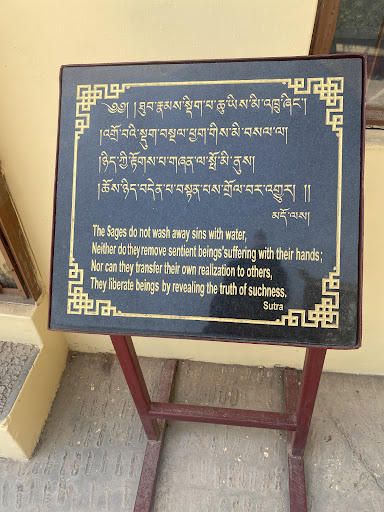 ༄༅། །ཐུབ་རྣམས་སྡིག་པ་ཆུ་ཡིས་མི་འཁྲུ་ཞིང་།
།འགྲོ་བའི་སྡུག་བསྔལ་ཕྱག་གིས་མི་བསལ་ལ།
།ཉིད་ཀྱི་རྟོགས་པ་གཞན་ལ་སྤོ་མི་ནུས།
།ཆོས་ཉིད་བདེན་པ་བསྟན་པས་གྲོལ་བར་འགྱུར། །།
མདོ་ལས།
The Sages do not wash away sins with water,
Neither do they remove sentient beings'suffering with their hands;
Nor can they transfer their own realization to others,
They liberate beings by revealing the truth of suchness.
Sutra